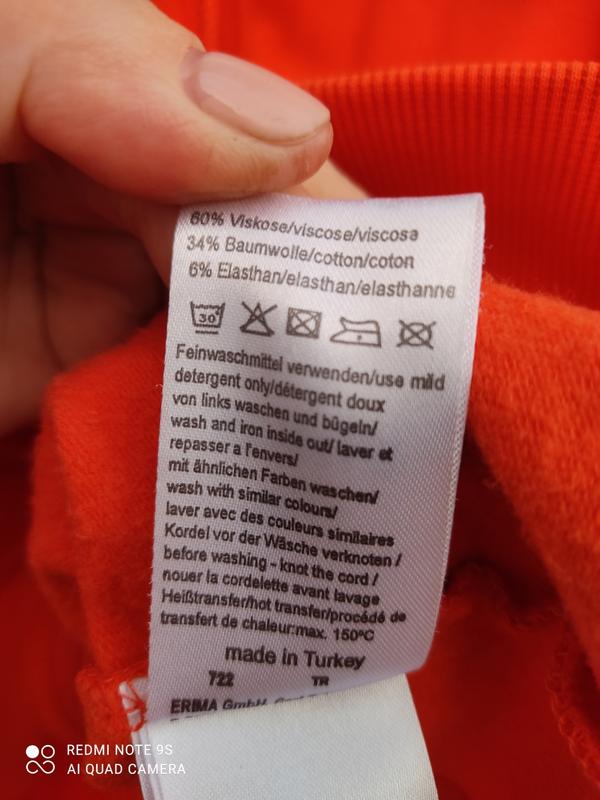 60% Viskose/viscose/viscosa
34% Baumwolle/cotton/coton
6% Elasthan/elasthan/elasthanne
30°
Feinwaschmittel verwenden/use mild
detergent only/détergent doux
von links waschen und bügeln/
wash and iron inside out/ laver et
repasser a l'envers/
mit ähnlichen Farben waschen/
wash with similar colours/
laver avec des couleurs similaires
Kordel vor der Wäsche verknoten /
before washing - knot the cord /
nouer la cordelette avant lavage
Heißtransfer/hot transfer/procédé de
transfert de chaleur:max. 150°C
made in Turkey
722 TR
ERIMA GmbH
REDMI NOTE 9S
AI QUAD CAMERA